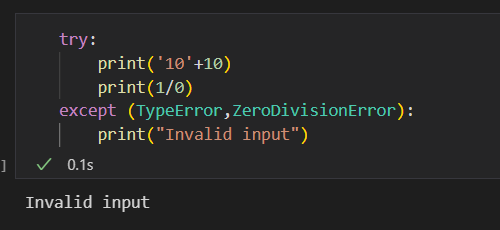 try:
    print('10'+10)
    print(1/0)
except (TypeError,ZeroDivisionError):
    print("Invalid input")
] ✓ 0.1s
Invalid input